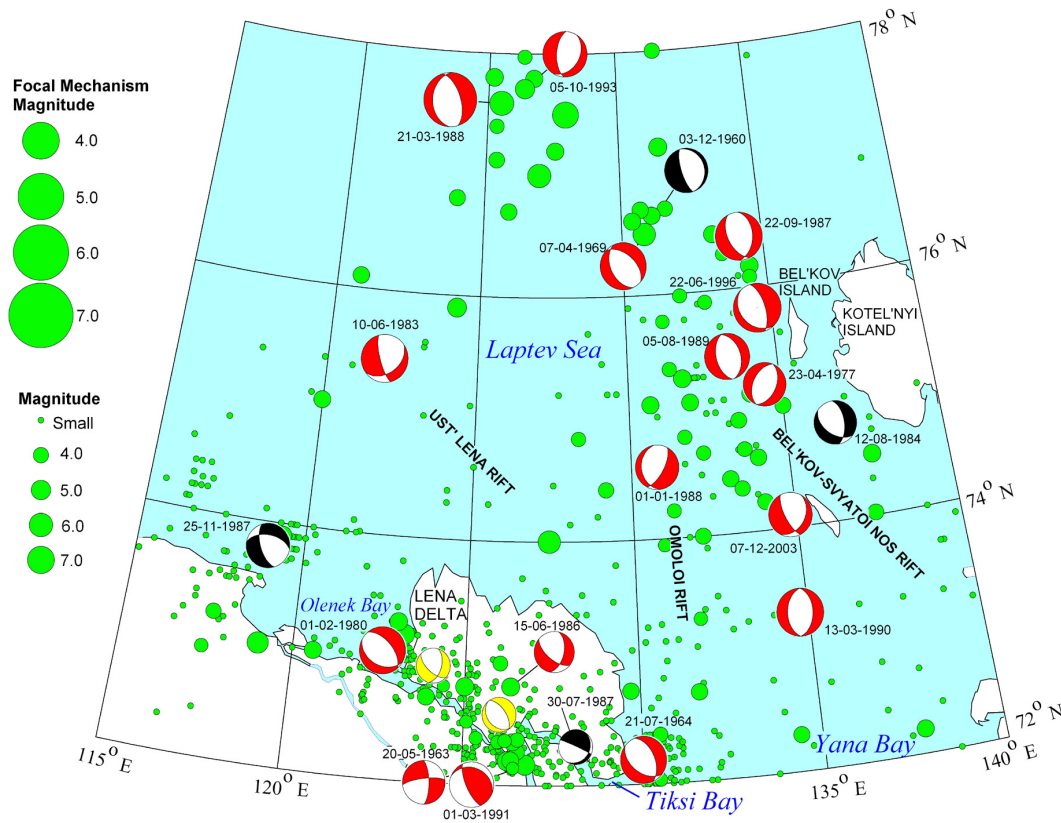 78° N
Focal Mechanism
Magnitude
4.0
5.0
6.0
7.0
Magnitude
Small
4.0
5.0
6.0
7.0
05-10-1993
21-03-1988
03-12-1960
22-09-1987
07-04-1969
76° N
22-06-1996
BEL'KOV
ISLAND
KOTEL'NYI
ISLAND
10-06-1983
Laptev Sea
05-08-1989
23-04-1977
UST' LENA RIFT
12-08-1984
BEL'KOV-SVYATOI NOS RIFT
01-01-1988
74° N
25-11-1987
OMOLOI RIFT
07-12-2003
LENA
DELTA
Olenek Bay
01-02-1980
15-06-1986
13-03-1990
30-07-1987
21-07-1964
72° N
20-05-1963
Yana Bay
01-03-1991
Tiksi Bay
115° E
120° E
135° E
140° E